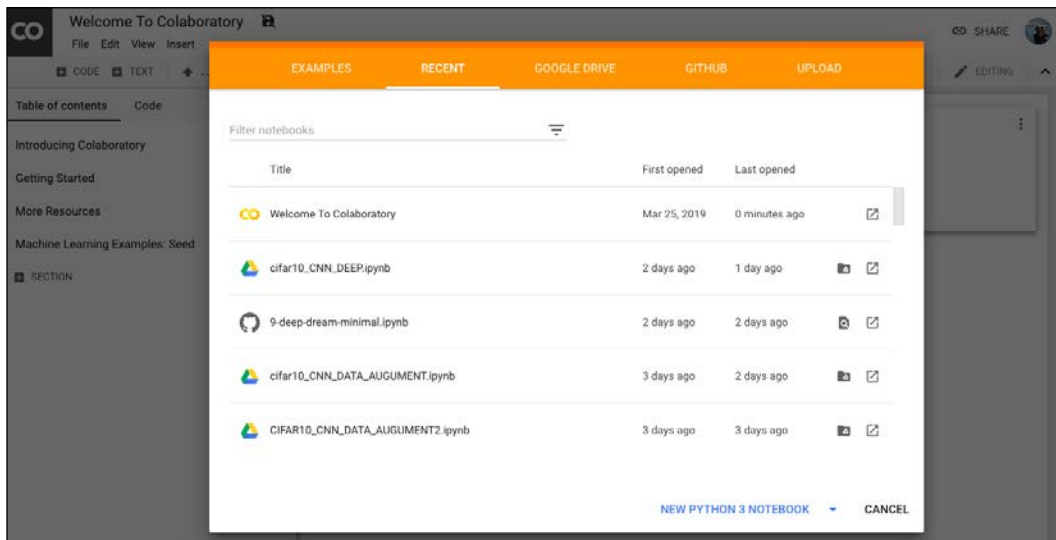 CO Welcome To Colaboratory
File Edit View Insert
SHARE
CODE TEXT
EDITING
EXAMPLES RECENT GOOGLE DRIVE GITHUB UPLOAD
Table of contents Code
Filter notebooks
Introducing Colaboratory
Title First opened Last opened
Getting Started
More Resources
CO Welcome To Colaboratory Mar 25, 2019 0 minutes ago
Machine Learning Examples: Seed
cifar10_CNN_DEEP.ipynb 2 days ago 1 day ago
SECTION
9-deep-dream-minimal.ipynb 2 days ago 2 days ago
cifar10_CNN_DATA_AUGUMENT.ipynb 3 days ago 2 days ago
CIFAR10_CNN_DATA_AUGUMENT2.ipynb 3 days ago 3 days ago
NEW PYTHON 3 NOTEBOOK CANCEL